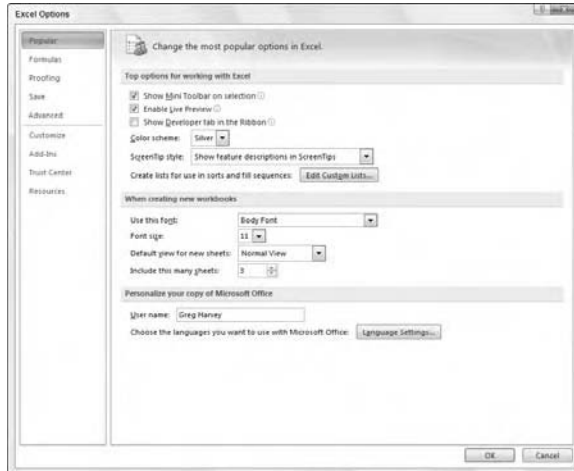 Excel Options
Popular
Formulas
Proofing
Save
Advanced
Customize
Add-Ins
Trust Center
Resources
Change the most popular options in Excel.
Top options for working with Excel
Show Mini Toolbar on selection
Enable Live Preview
Show Developer tab in the Ribbon
Color scheme: Silver
ScreenTip style: Show feature descriptions in ScreenTips
Create lists for use in sorts and fill sequences: Edit Custom Lists...
When creating new workbooks
Use this font: Body Font
Font size: 11
Default view for new sheets: Normal View
Include this many sheets: 3
Personalize your copy of Microsoft Office
User name: Greg Harvey
Choose the languages you want to use with Microsoft Office: Language Settings...
OK Cancel